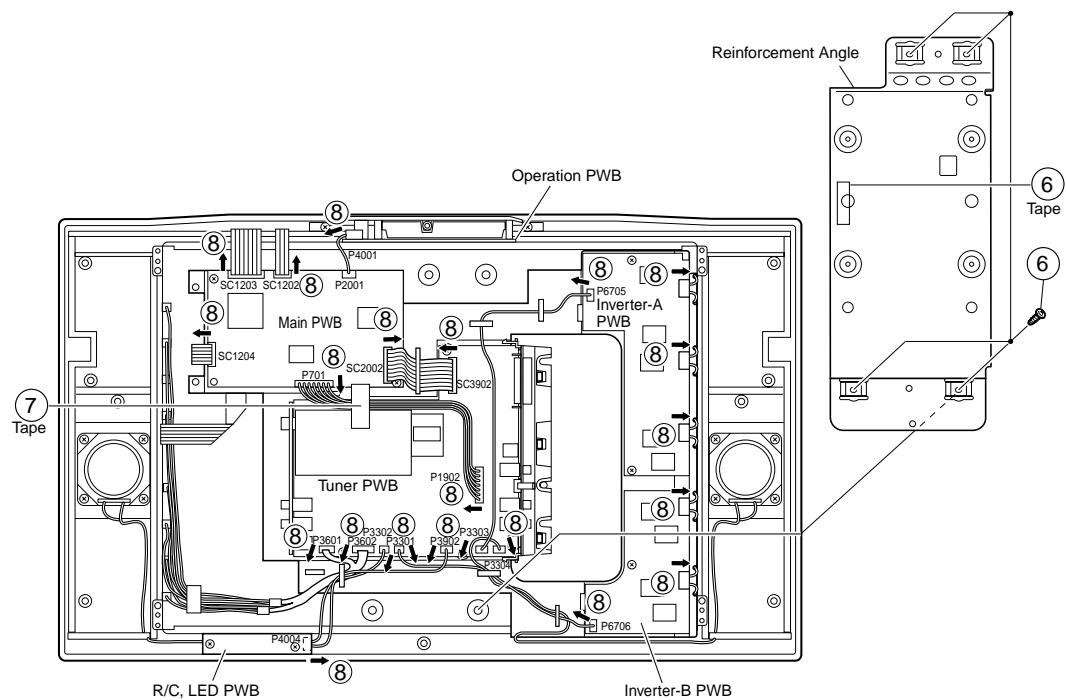 Reinforcement Angle
Operation PWB
6
Tape
8
8
P4001
8
SC1203
SC1202
8
P2001
8
P6705
8
6
Inverter-A
PWB
Main PWB
8
8
8
SC1204
8
SC2002
8
P701
SC3902
7
Tape
8
P1902
Tuner PWB
8
8
8
P3601
8
P3302
8
8
P3303
8
P3602
P3301
P3902
P3304
8
8
P6706
P4004
8
R/C, LED PWB
Inverter-B PWB